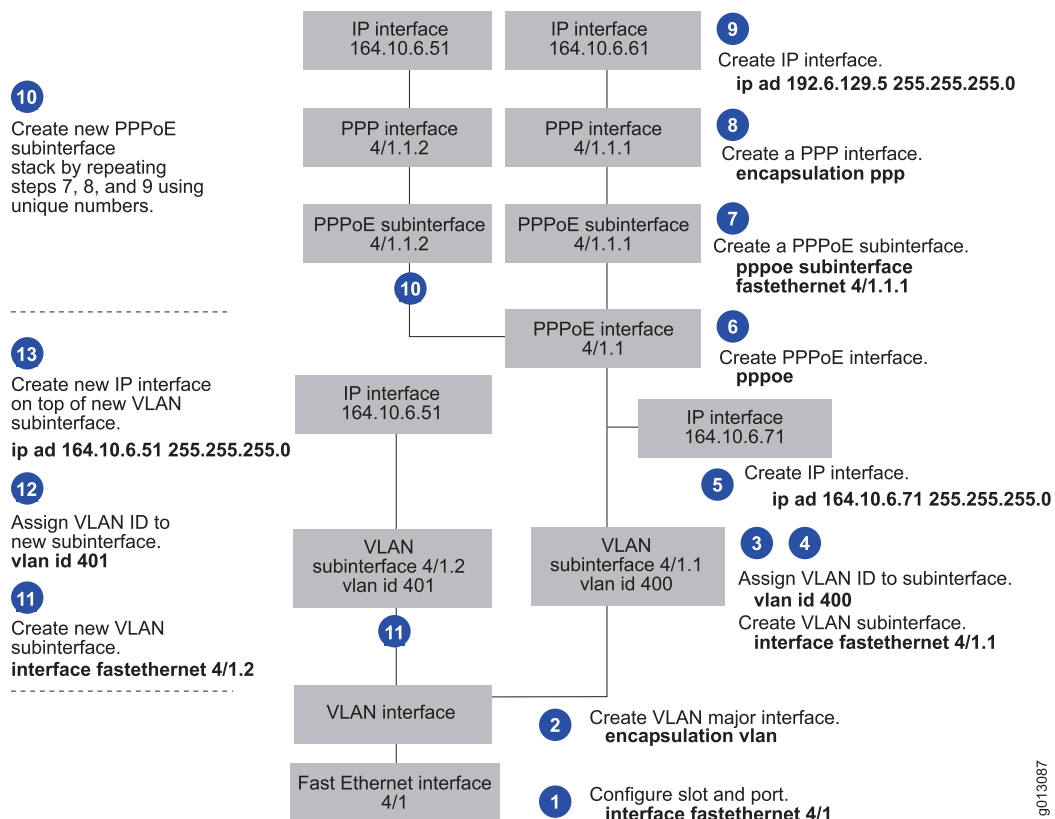 IP interface
164.10.6.51
IP interface
164.10.6.61
9
Create IP interface.
ip ad 192.6.129.5 255.255.255.0
10
Create new PPPoE
subinterface
stack by repeating
steps 7, 8, and 9 using
unique numbers.
PPP interface
4/1.1.2
PPP interface
4/1.1.1
8
Create a PPP interface.
encapsulation ppp
PPPoE subinterface
4/1.1.2
PPPoE subinterface
4/1.1.1
7
Create a PPPoE subinterface.
pppoe subinterface
fastethernet 4/1.1.1
10
PPPoE interface
4/1.1
6
Create PPPoE interface.
pppoe
13
Create new IP interface
on top of new VLAN
subinterface.
ip ad 164.10.6.51 255.255.255.0
IP interface
164.10.6.51
IP interface
164.10.6.71
5
Create IP interface.
ip ad 164.10.6.71 255.255.255.0
12
Assign VLAN ID to
new subinterface.
vlan id 401
VLAN
subinterface 4/1.2
vlan id 401
VLAN
subinterface 4/1.1
vlan id 400
3 4
Assign VLAN ID to subinterface.
vlan id 400
Create VLAN subinterface.
interface fastethernet 4/1.1
11
Create new VLAN
subinterface.
interface fastethernet 4/1.2
11
VLAN interface
2
Create VLAN major interface.
encapsulation vlan
Fast Ethernet interface
4/1
1
Configure slot and port.
interface fastethernet 4/1
g013087